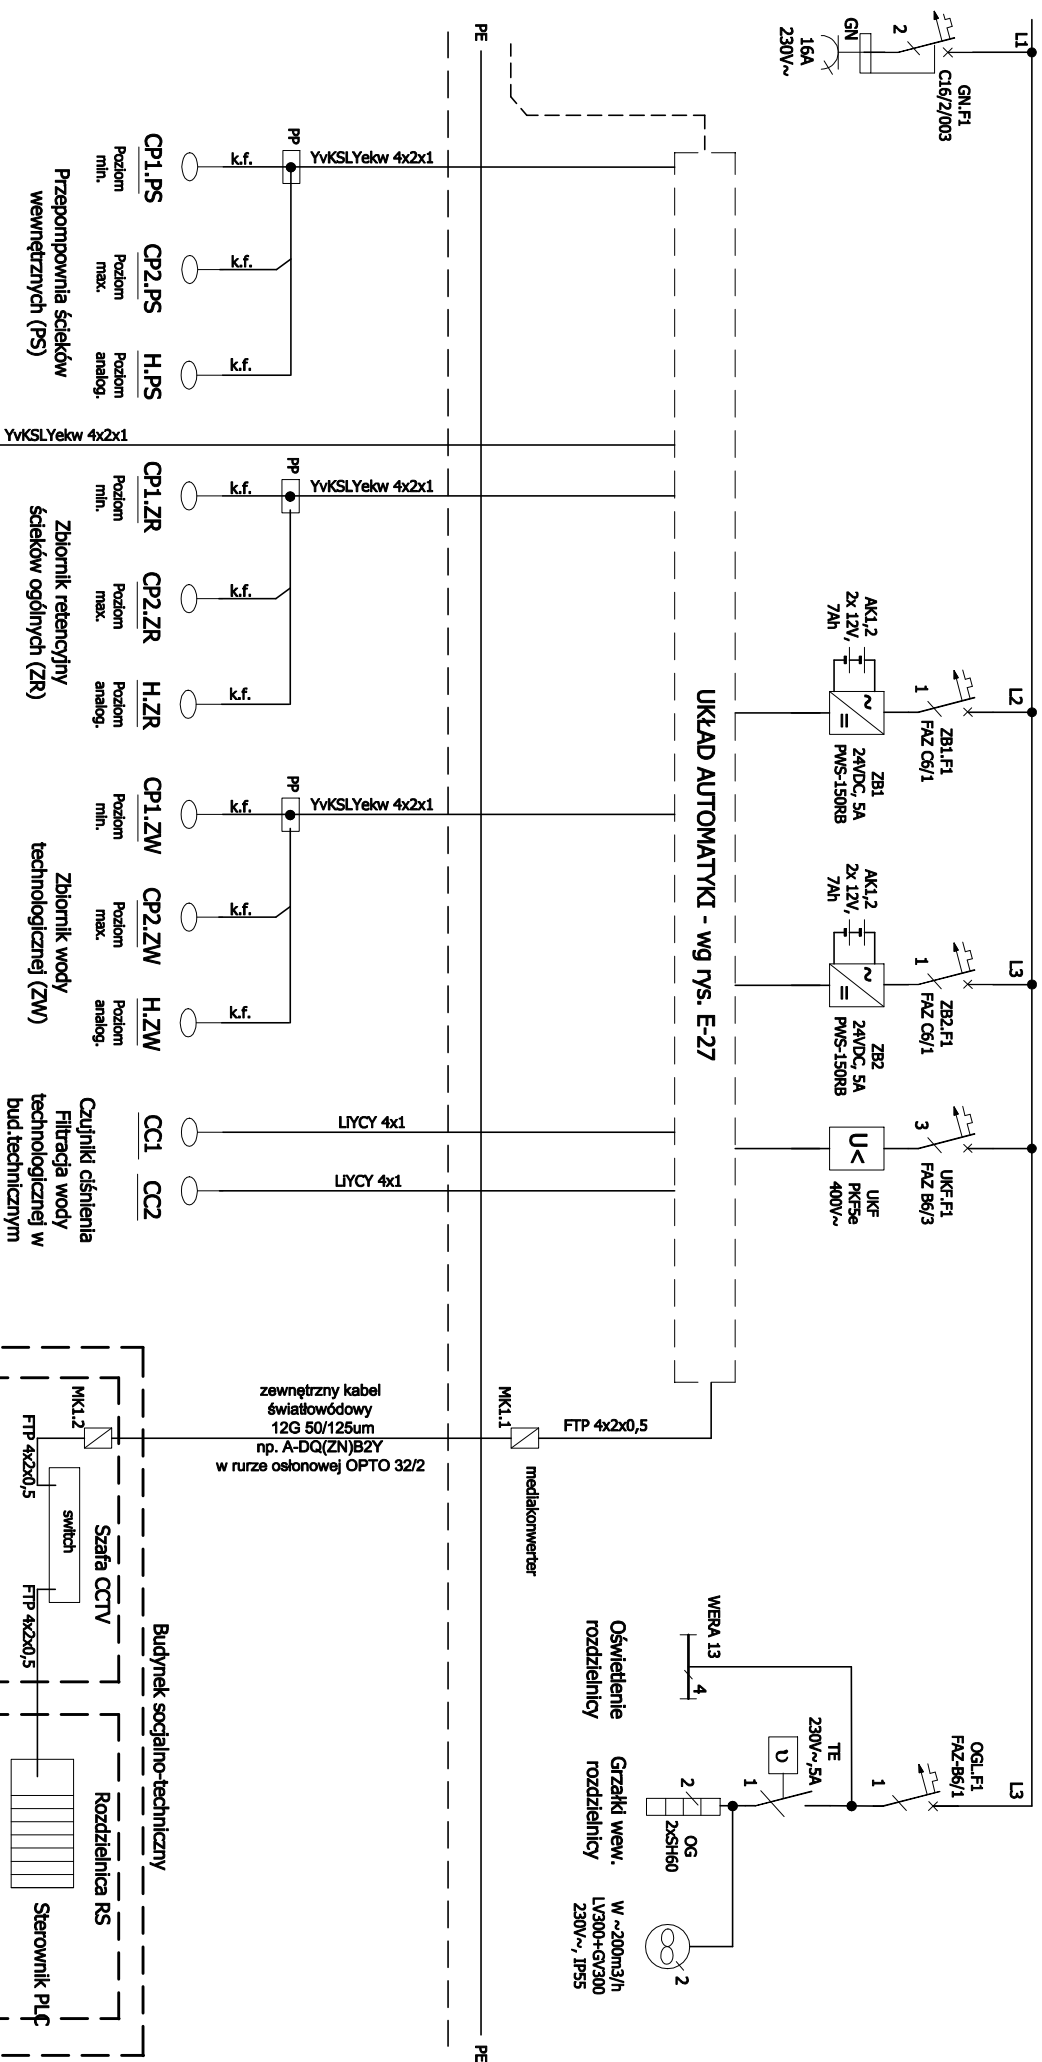 L1
GN.F1
C16/2/003
2
GN
16A
230V~
L2
ZB1.F1
FAZ C6/1
1
AK1,2
2x 12V,
7Ah
~
=
ZB1
24VDC, 5A
PWS-150RB
L3
ZB2.F1
FAZ C6/1
1
AK1,2
2x 12V,
7Ah
~
=
ZB2
24VDC, 5A
PWS-150RB
UKF.F1
FAZ B6/3
3
U<
UKF
PKF5e
400V~
L3
OGL.F1
FAZ-B6/1
1
TE
230V~,5A
υ
1
WERA 13
4
Oświetlenie
rozdzielnicy
2
OG
2xSH60
Grzałki wew.
rozdzielnicy
2
W ~200m3/h
LV300+GV300
230V~, IP55
UKŁAD AUTOMATYKI - wg rys. E-27
PE
PE
PP
YvKSLYekw 4x2x1
k.f.
k.f.
k.f.
CP1.PS
Poziom
min.
CP2.PS
Poziom
max.
H.PS
Poziom
analog.
Przepompownia ścieków
wewnętrznych (PS)
YvKSLYekw 4x2x1
PP
YvKSLYekw 4x2x1
k.f.
k.f.
k.f.
CP1.ZR
Poziom
min.
CP2.ZR
Poziom
max.
H.ZR
Poziom
analog.
Zbiornik retencyjny
ścieków ogólnych (ZR)
PP
YvKSLYekw 4x2x1
k.f.
k.f.
k.f.
CP1.ZW
Poziom
min.
CP2.ZW
Poziom
max.
H.ZW
Poziom
analog.
Zbiornik wody
technologicznej (ZW)
LIYCY 4x1
LIYCY 4x1
CC1
CC2
Czujniki ciśnienia
Filtracja wody
technologicznej w
bud.technicznym
FTP 4x2x0,5
MK1.1
mediakonwerter
zewnętrzny kabel
światłowódowy
12G 50/125um
np. A-DQ(ZN)B2Y
w rurze osłonowej OPTO 32/2
MK1.2
FTP 4x2x0,5
switch
Szafa CCTV
FTP 4x2x0,5
Budynek socjalno-techniczny
Rozdzielnica RS
Sterownik PLC